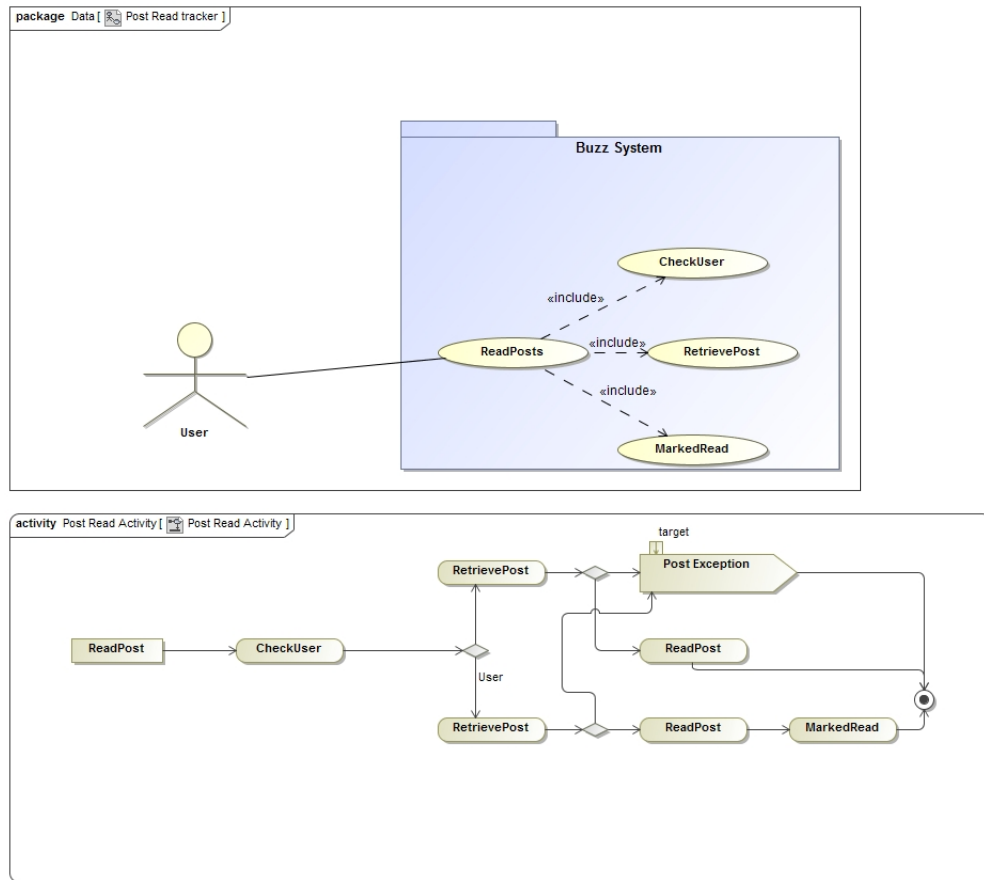 package Data [ Post Read tracker ]
Buzz System
CheckUser
«include»
ReadPosts
«include»
RetrievePost
«include»
User
MarkedRead
activity Post Read Activity [ Post Read Activity ]
target
Post Exception
RetrievePost
ReadPost
CheckUser
ReadPost
User
RetrievePost
ReadPost
MarkedRead